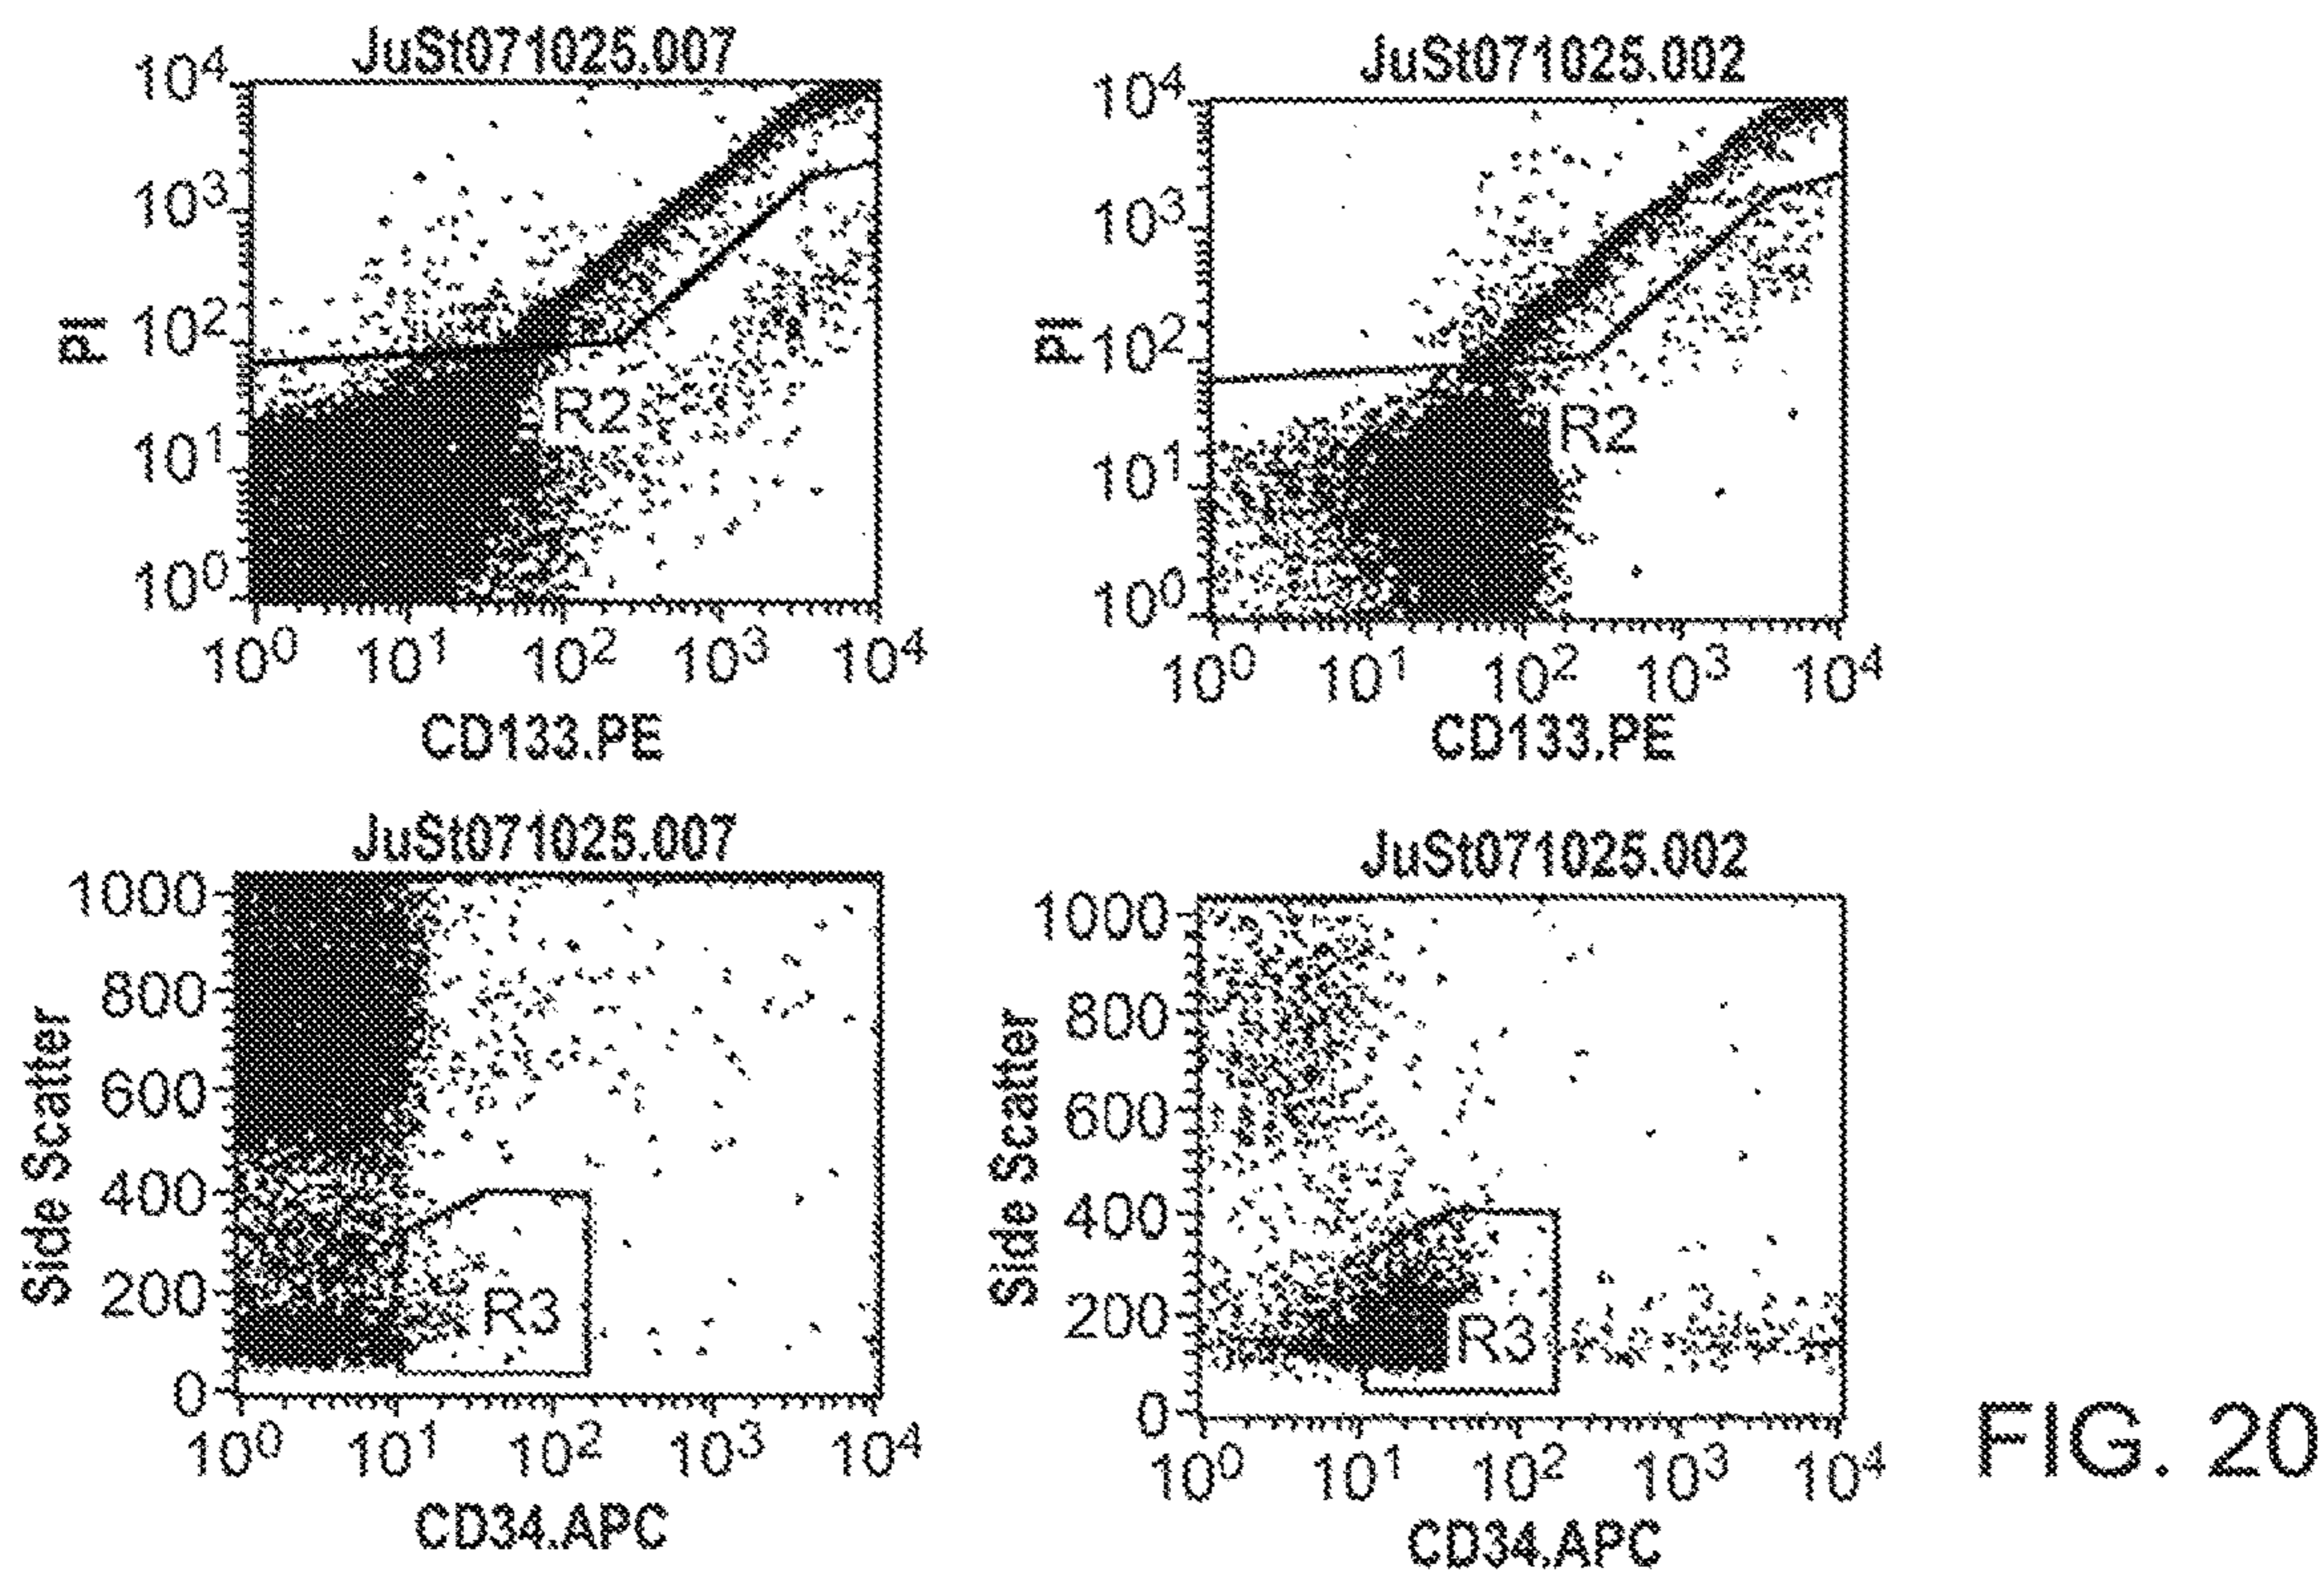 JuSt071025.007
10⁴
10³
10²
10¹
10⁰
PI
R2
10⁰ 10¹ 10² 10³ 10⁴
CD133.PE
JuSt071025.002
10⁴
10³
10²
10¹
10⁰
PI
R2
10⁰ 10¹ 10² 10³ 10⁴
CD133.PE
JuSt071025.007
1000
800
600
400
200
0
Side Scatter
R3
10⁰ 10¹ 10² 10³ 10⁴
CD34.APC
JuSt071025.002
1000
800
600
400
200
0
Side Scatter
R3
10⁰ 10¹ 10² 10³ 10⁴
CD34.APC
FIG. 20